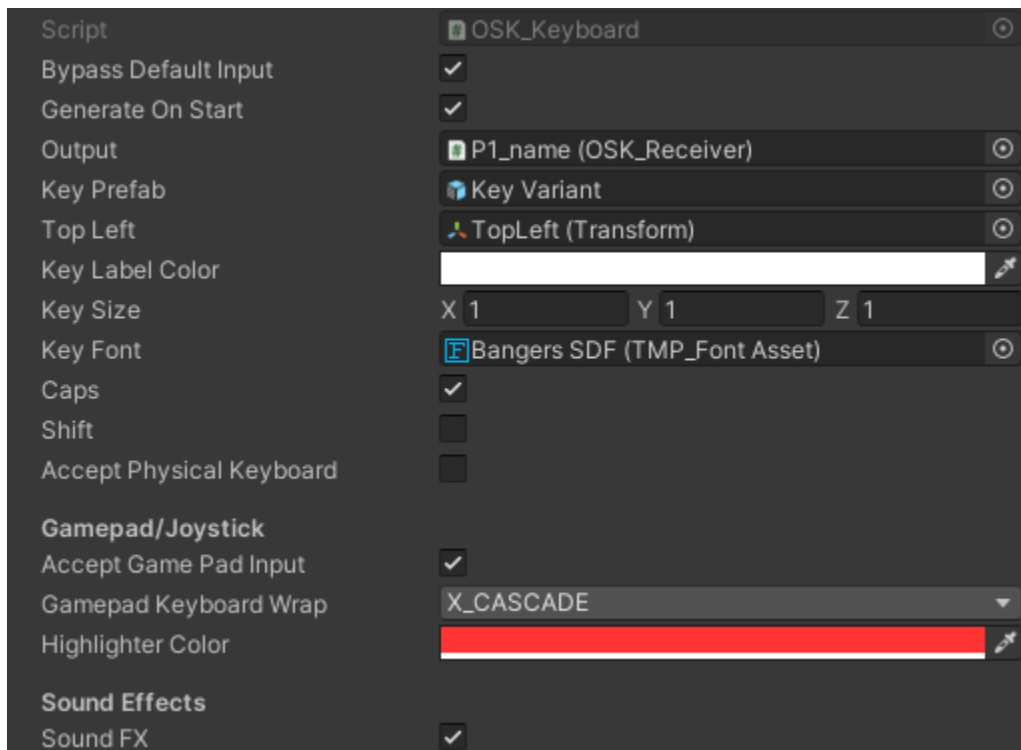 Script OSK_Keyboard
Bypass Default Input
Generate On Start
Output P1_name (OSK_Receiver)
Key Prefab Key Variant
Top Left TopLeft (Transform)
Key Label Color
Key Size X 1 Y 1 Z 1
Key Font F Bangers SDF (TMP_Font Asset)
Caps
Shift
Accept Physical Keyboard
Gamepad/Joystick
Accept Game Pad Input
Gamepad Keyboard Wrap X_CASCADE
Highlighter Color
Sound Effects
Sound FX